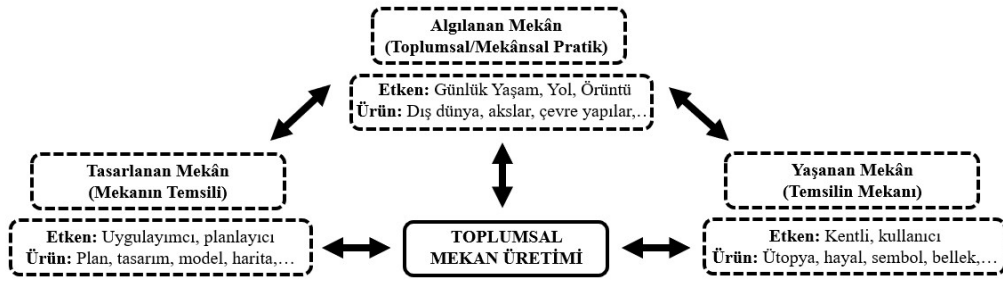 Algılanan Mekân
(Toplumsal/Mekânsal Pratik)
Etken: Günlük Yaşam, Yol, Örüntü
Ürün: Dış dünya, akslar, çevre yapılar,…
Tasarlanan Mekân
(Mekanın Temsili)
Etken: Uygulayımcı, planlayıcı
Ürün: Plan, tasarım, model, harita,…
TOPLUMSAL
MEKAN ÜRETİMİ
Yaşanan Mekân
(Temsilin Mekanı)
Etken: Kentli, kullanıcı
Ürün: Ütopya, hayal, sembol, bellek,…